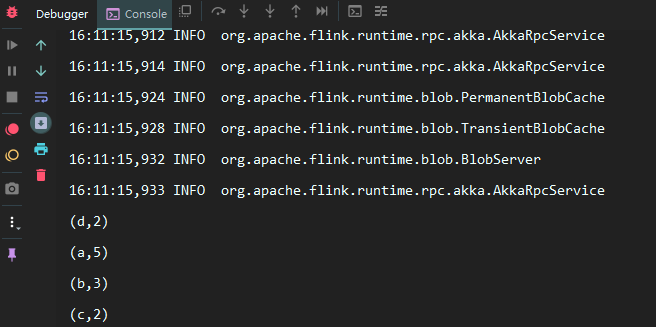 Debugger Console
16:11:15,912 INFO org.apache.flink.runtime.rpc.akka.AkkaRpcService
16:11:15,914 INFO org.apache.flink.runtime.rpc.akka.AkkaRpcService
16:11:15,924 INFO org.apache.flink.runtime.blob.PermanentBlobCache
16:11:15,928 INFO org.apache.flink.runtime.blob.TransientBlobCache
16:11:15,932 INFO org.apache.flink.runtime.blob.BlobServer
16:11:15,933 INFO org.apache.flink.runtime.rpc.akka.AkkaRpcService
(d,2)
(a,5)
(b,3)
(c,2)